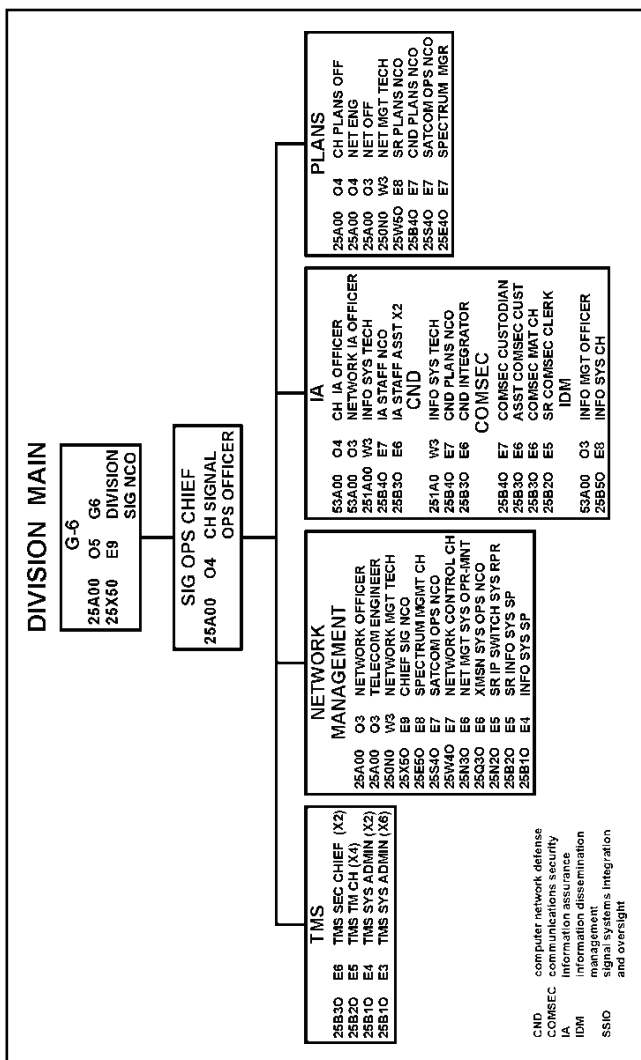 DIVISION MAIN
G-6
25A00 O5 G6
25X50 E9 DIVISION
SIG NCO
SIG OPS CHIEF
25A00 O4 CH SIGNAL
OPS OFFICER
TMS
25B3O E6 TMS SEC CHIEF (X2)
25B2O E5 TMS TM CH (X4)
25B1O E4 TMS SYS ADMIN (X2)
25B1O E3 TMS SYS ADMIN (X6)
NETWORK
MANAGEMENT
25A00 O3 NETWORK OFFICER
25A00 O3 TELECOM ENGINEER
250N0 W3 NETWORK MGT TECH
25X5O E9 CHIEF SIG NCO
25E5O E8 SPECTRUM MGMT CH
25S4O E7 SATCOM OPS NCO
25W4O E7 NETWORK CONTROL CH
25N3O E6 NET MGT SYS OPR-MNT
25Q3O E6 XMSN SYS OPS NCO
25N2O E5 SR IP SWITCH SYS RPR
25B2O E5 SR INFO SYS SP
25B1O E4 INFO SYS SP
IA
53A00 O4 CH IA OFFICER
53A00 O3 NETWORK IA OFFICER
251A00 W3 INFO SYS TECH
25B4O E7 IA STAFF NCO
25B3O E6 IA STAFF ASST X2
CND
251A0 W3 INFO SYS TECH
25B4O E7 CND PLANS NCO
25B3O E6 CND INTEGRATOR
COMSEC
25B4O E7 COMSEC CUSTODIAN
25B3O E6 ASST COMSEC CUST
25B3O E6 COMSEC MAT CH
25B2O E5 SR COMSEC CLERK
IDM
53A00 O3 INFO MGT OFFICER
25B5O E8 INFO SYS CH
PLANS
25A00 O4 CH PLANS OFF
25A00 O4 NET ENG
25A00 O3 NET OFF
250N0 W3 NET MGT TECH
25W5O E8 SR PLANS NCO
25B4O E7 CND PLANS NCO
25S4O E7 SATCOM OPS NCO
25E4O E7 SPECTRUM MGR
CND computer network defense
COMSEC communications security
IA information assurance
IDM information dissemination
management
SSIO signal systems integration
and oversight